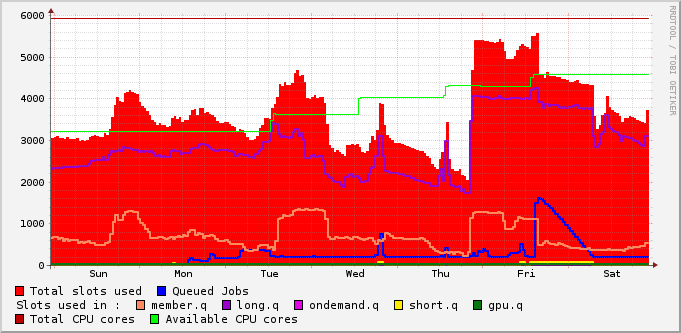 6000
5000
4000
3000
2000
1000
0
Sun Mon Tue Wed Thu Fri Sat
Total slots used Queued Jobs
Slots used in : member.q long.q ondemand.q short.q gpu.q
Total CPU cores Available CPU cores
RRDTOOL / TOBI OETIKER